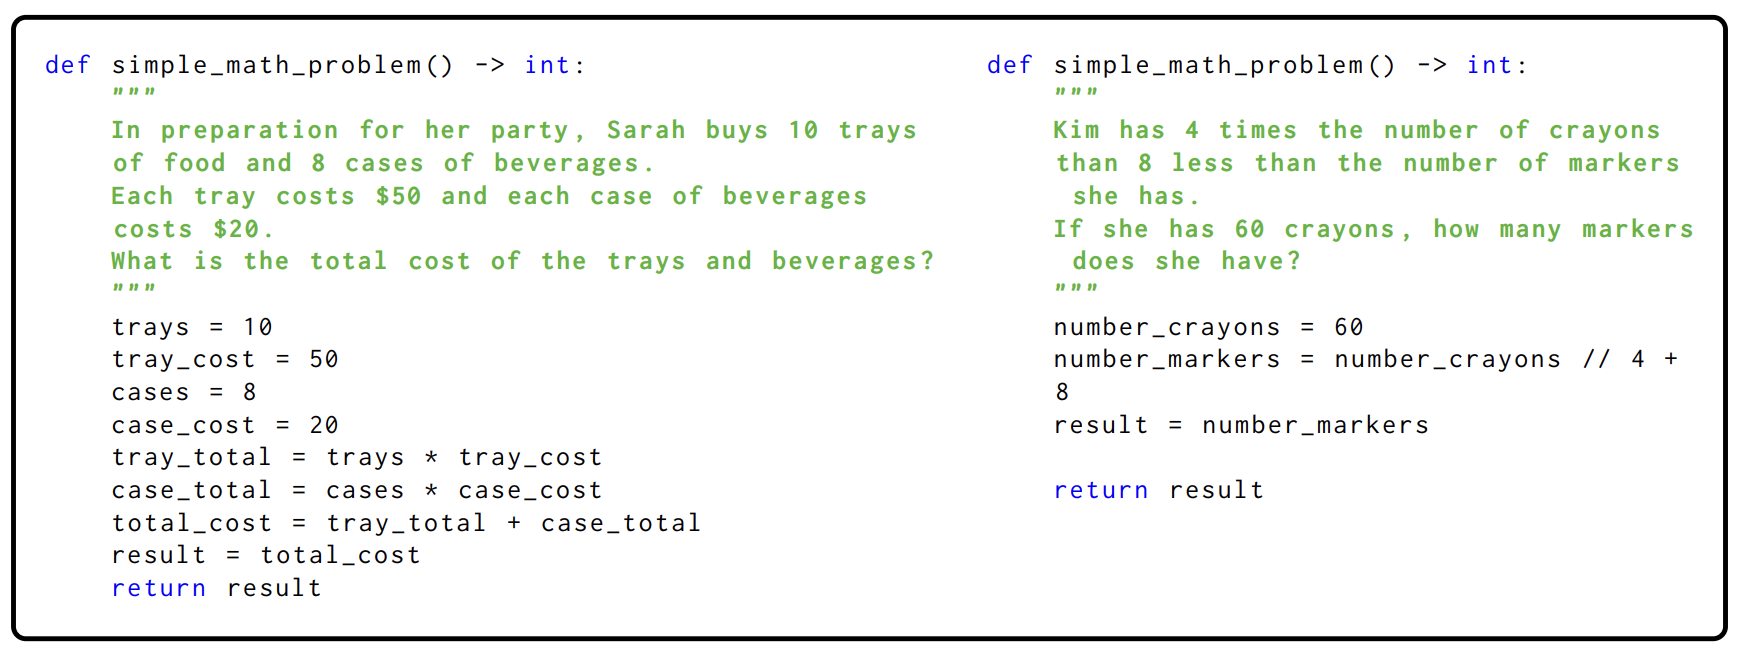 def simple_math_problem() -> int:
"""
In preparation for her party, Sarah buys 10 trays
of food and 8 cases of beverages.
Each tray costs $50 and each case of beverages
costs $20.
What is the total cost of the trays and beverages?
"""
trays = 10
tray_cost = 50
cases = 8
case_cost = 20
tray_total = trays * tray_cost
case_total = cases * case_cost
total_cost = tray_total + case_total
result = total_cost
return result
def simple_math_problem() -> int:
"""
Kim has 4 times the number of crayons
than 8 less than the number of markers
she has.
If she has 60 crayons, how many markers
does she have?
"""
number_crayons = 60
number_markers = number_crayons // 4 +
8
result = number_markers
return result